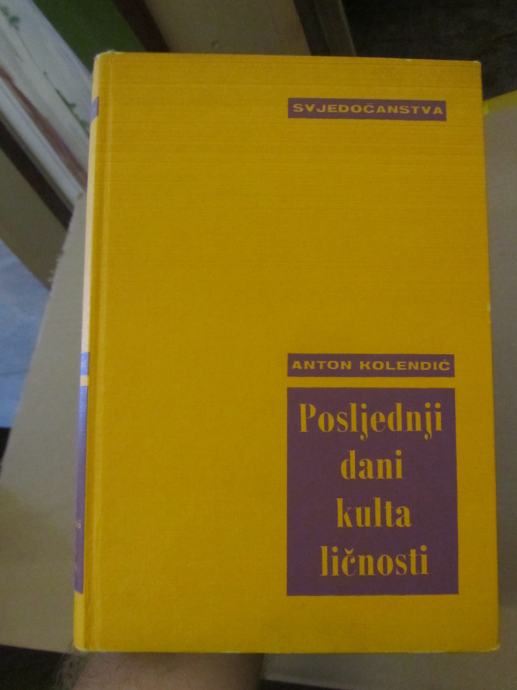 SVJEDOČANSTVA
ANTON KOLENDIĆ
Posljednji
dani
kulta
ličnosti